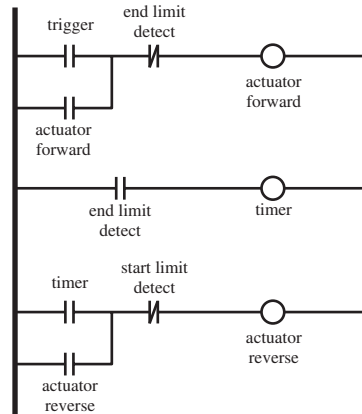 trigger
end limit
detect
actuator
forward
actuator
forward
end limit
detect
timer
timer
start limit
detect
actuator
reverse
actuator
reverse